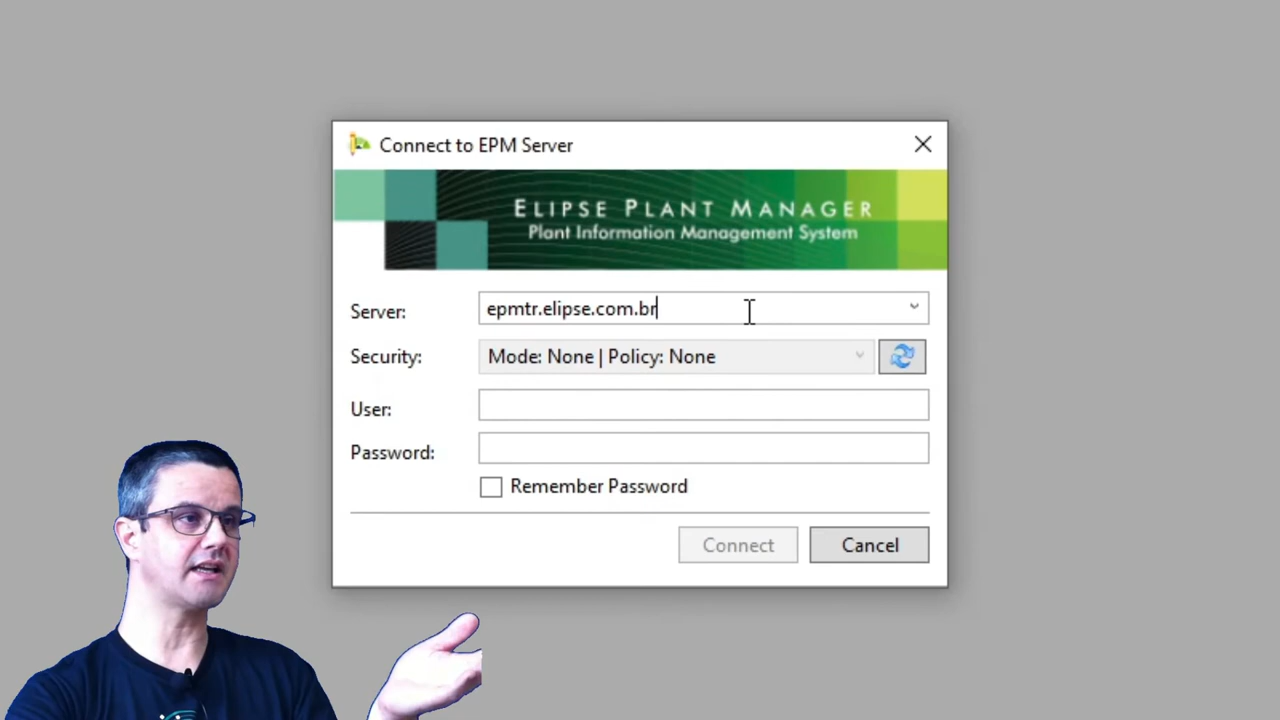 Connect to EPM Server
ELIPSE PLANT MANAGER
Plant Information Management System
Server: epmtr.elipse.com.br
Security: Mode: None | Policy: None
User:
Password:
Remember Password
Connect Cancel